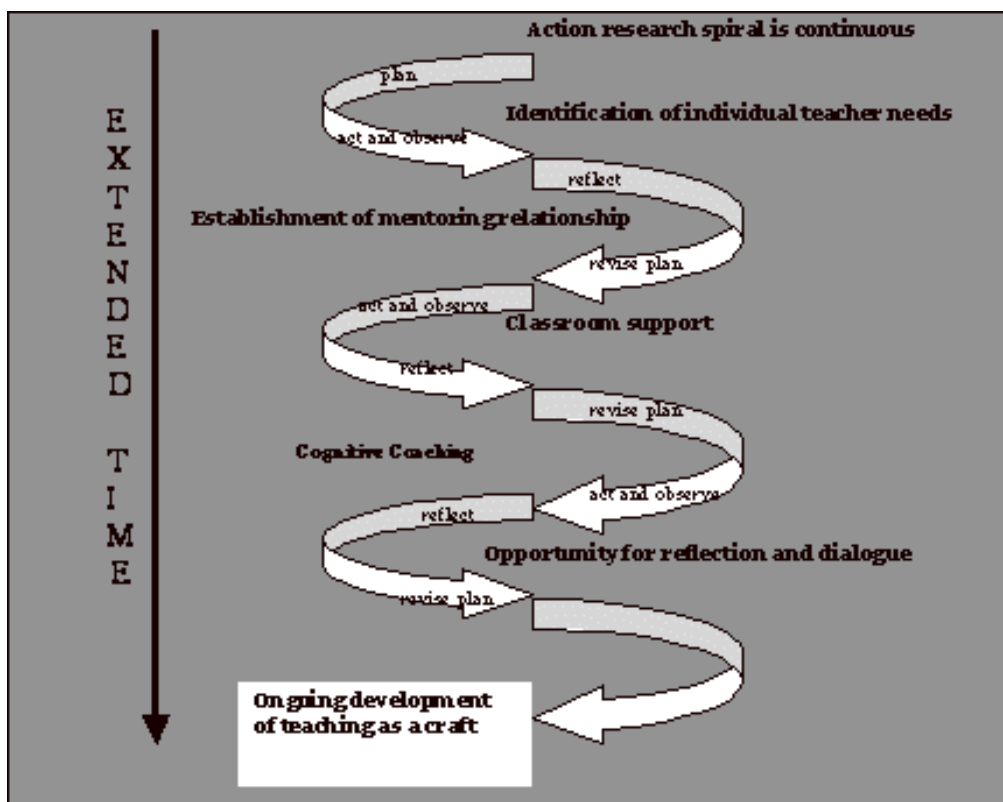 Action research spiral is continuous
plan
Identification of individual teacher needs
act and observe
reflect
Establishment of mentoring relationship
revise plan
act and observe
Classroom support
reflect
revise plan
Cognitive Coaching
act and observe
reflect
Opportunity for reflection and dialogue
revise plan
Ongoing development
of teaching as a craft
EXTENDED TIME